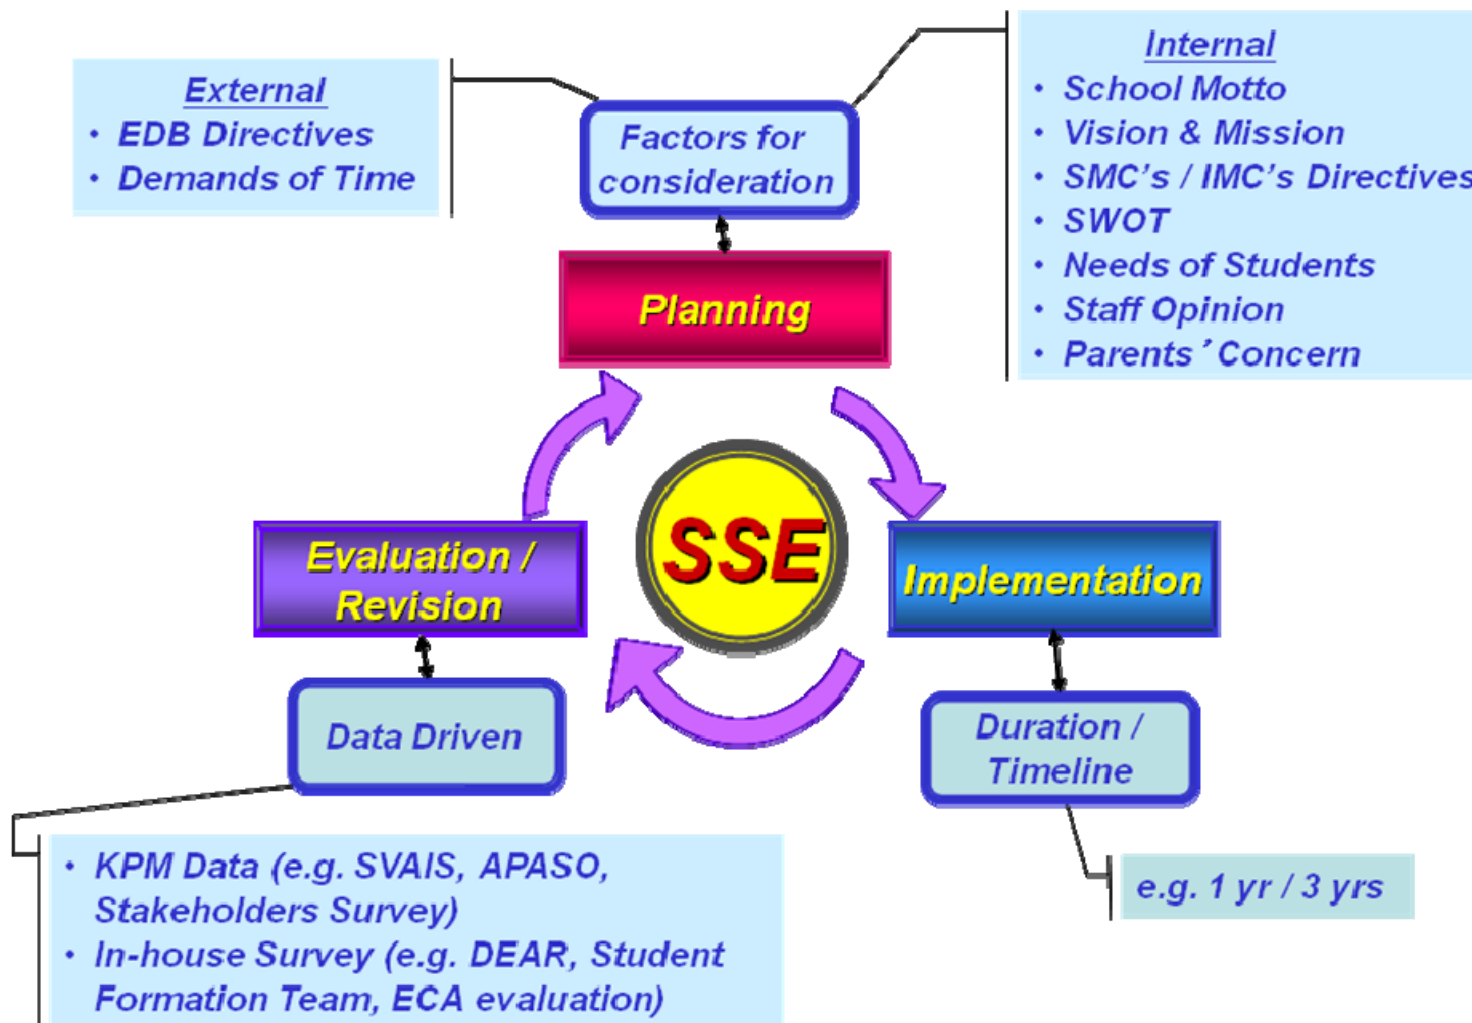 External
• EDB Directives
• Demands of Time
Factors for
consideration
Internal
• School Motto
• Vision & Mission
• SMC's / IMC's Directives
• SWOT
• Needs of Students
• Staff Opinion
• Parents’ Concern
Planning
SSE
Evaluation /
Revision
Implementation
Data Driven
Duration /
Timeline
• KPM Data (e.g. SVAIS, APASO,
Stakeholders Survey)
• In-house Survey (e.g. DEAR, Student
Formation Team, ECA evaluation)
e.g. 1 yr / 3 yrs